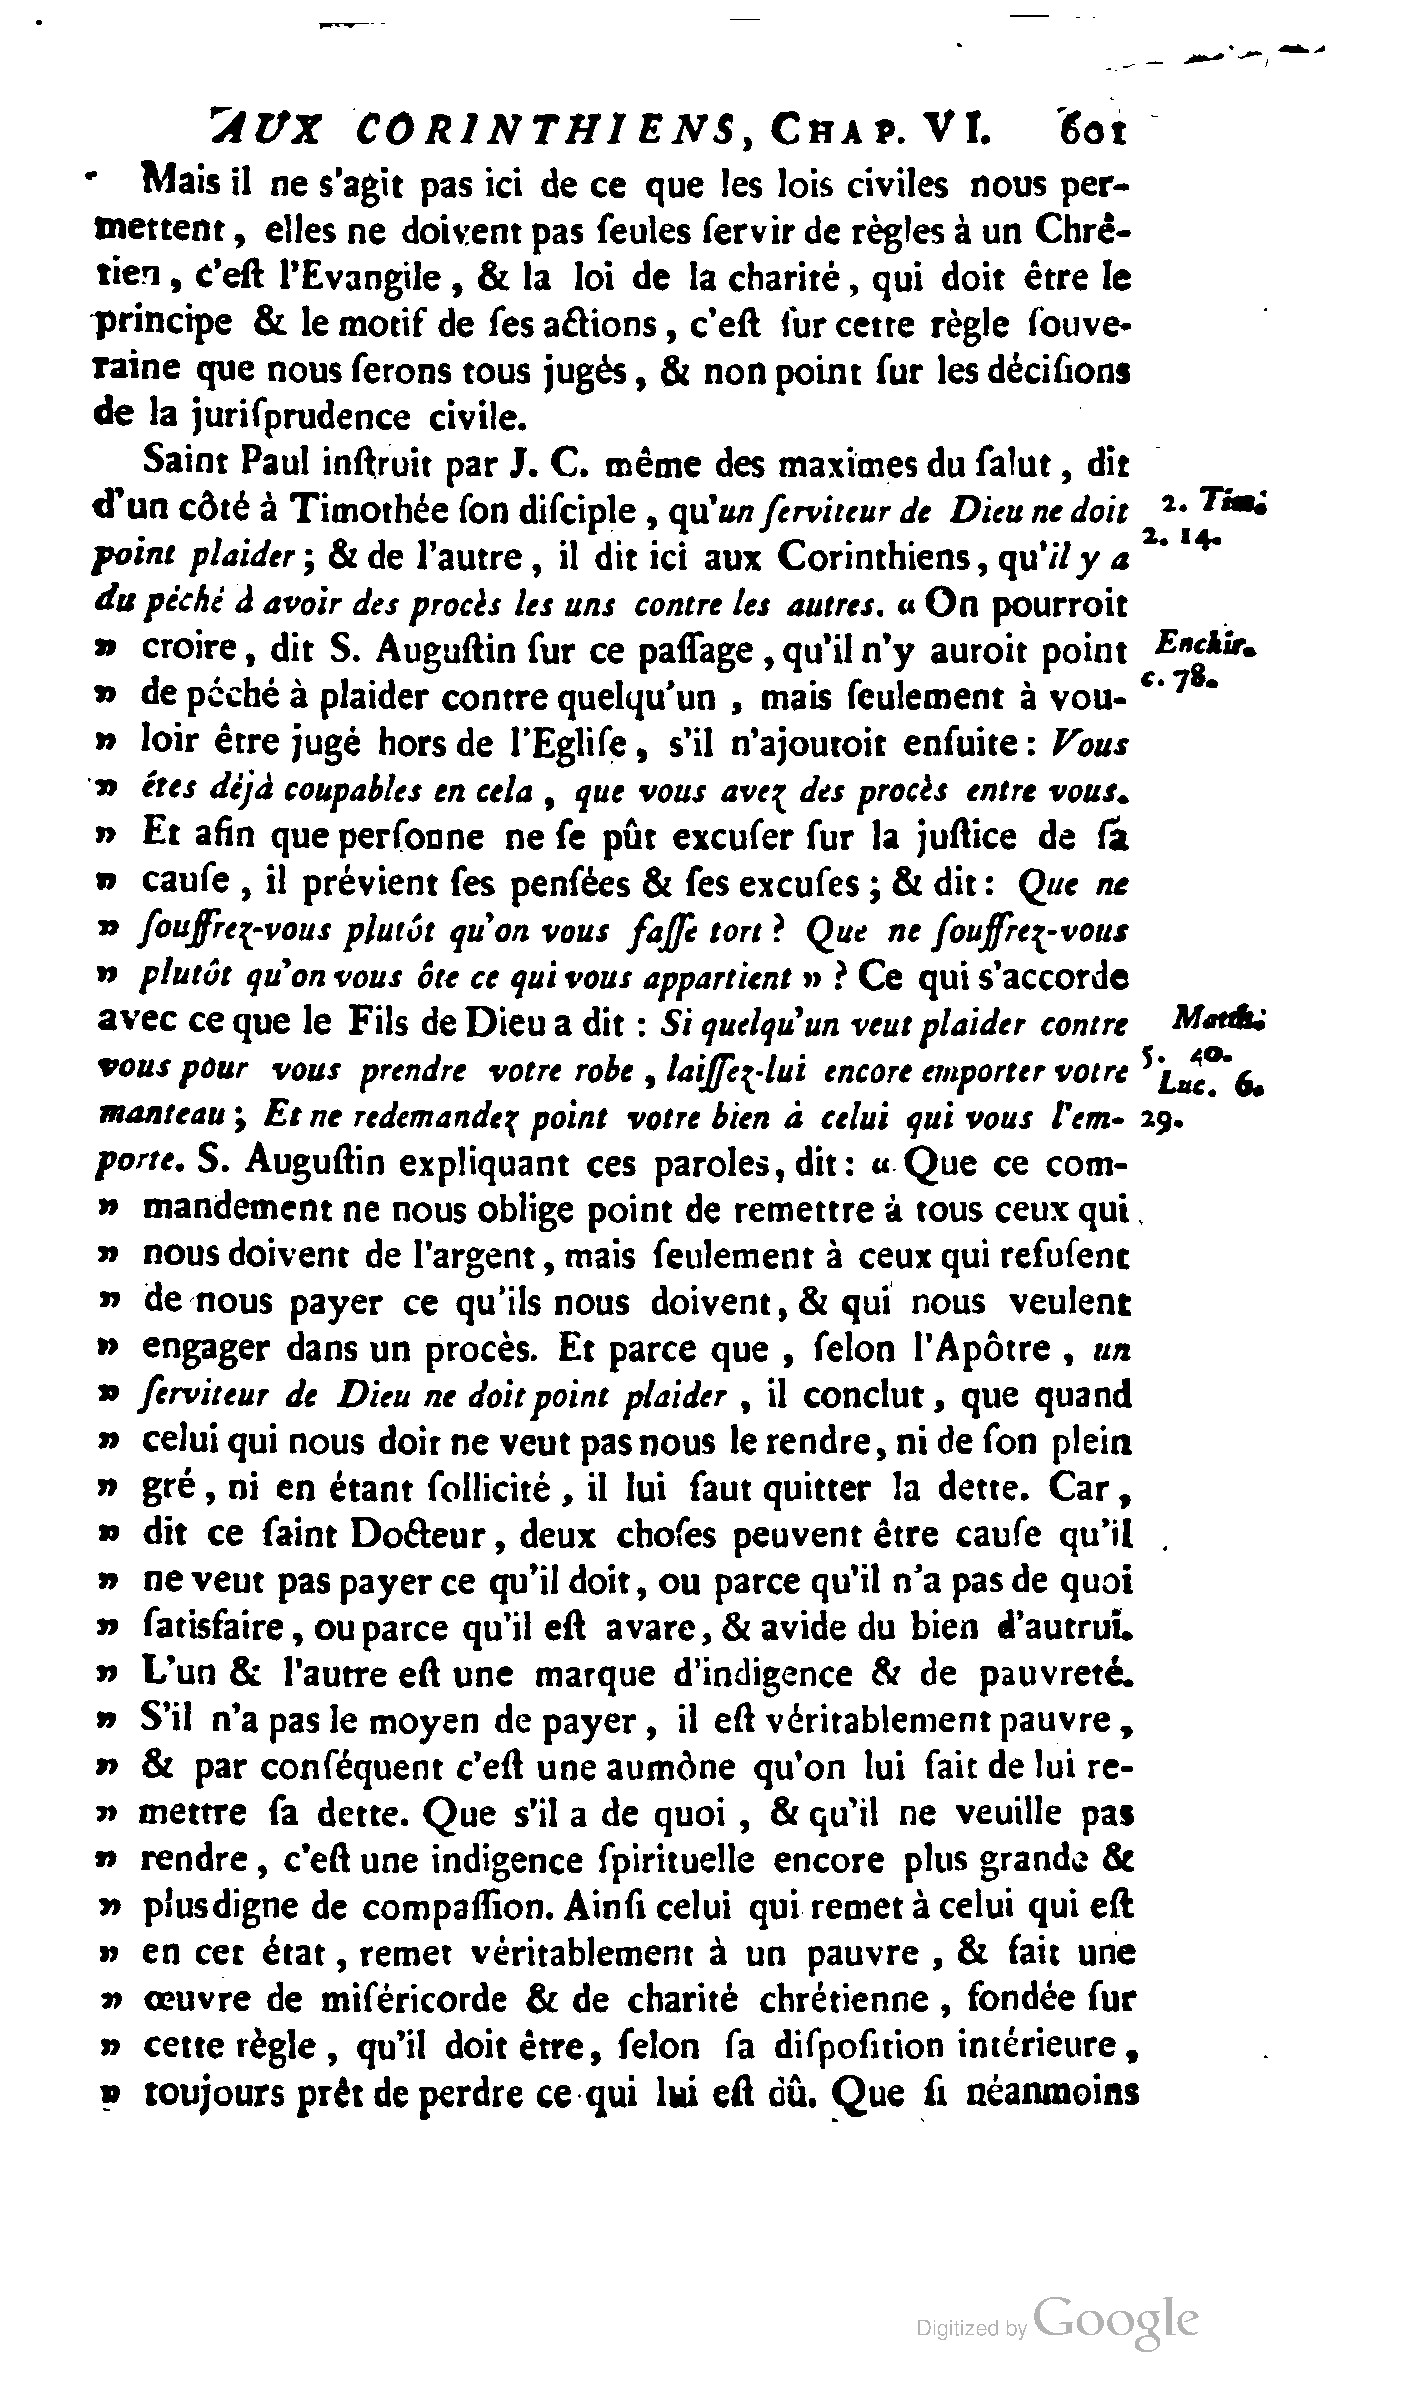 AUX CORINTHIENS, CHAP. VI. 601
Mais il ne s'agit pas ici de ce que les lois civiles nous per-
mettent, elles ne doivent pas ſeules ſervir de règles à un Chrê-
tien, c'eſt l'Evangile, & la loi de la charité, qui doit être le
principe & le motif de ſes actions, c'eſt ſur cette règle ſouve-
raine que nous ſerons tous jugés, & non point ſur les déciſions
de la juriſprudence civile.
Saint Paul inſtruit par J. C. même des maximes du ſalut, dit
d'un côté à Timothée ſon diſciple, qu'un ſerviteur de Dieu ne doit 2. Tim.
point plaider; & de l'autre, il dit ici aux Corinthiens, qu'il y a 2. 14.
du péché à avoir des procès les uns contre les autres. « On pourroit
» croire, dit S. Auguſtin ſur ce paſſage, qu'il n'y auroit point Enchir.
» de péché à plaider contre quelqu'un, mais ſeulement à vou- c. 78.
» loir être jugé hors de l'Egliſe, s'il n'ajoutoit enſuite: Vous
» êtes déjà coupables en cela, que vous avez des procès entre vous.
» Et afin que perſonne ne ſe pût excuſer ſur la juſtice de ſa
» cauſe, il prévient ſes penſées & ſes excuſes; & dit: Que ne
» ſouffrez-vous plutôt qu'on vous faſſe tort? Que ne ſouffrez-vous
» plutôt qu'on vous ôte ce qui vous appartient »? Ce qui s'accorde
avec ce que le Fils de Dieu a dit: Si quelqu'un veut plaider contre Matth.
vous pour vous prendre votre robe, laiſſez-lui encore emporter votre 5. 40.
Luc. 6.
manteau; Et ne redemandez point votre bien à celui qui vous l'em- 29.
porte. S. Auguſtin expliquant ces paroles, dit: « Que ce com-
» mandement ne nous oblige point de remettre à tous ceux qui
» nous doivent de l'argent, mais ſeulement à ceux qui refuſent
» de nous payer ce qu'ils nous doivent, & qui nous veulent
» engager dans un procès. Et parce que, ſelon l'Apôtre, un
» ſerviteur de Dieu ne doit point plaider, il conclut, que quand
» celui qui nous doit ne veut pas nous le rendre, ni de ſon plein
» gré, ni en étant ſollicité, il lui faut quitter la dette. Car,
» dit ce ſaint Docteur, deux choſes peuvent être cauſe qu'il
» ne veut pas payer ce qu'il doit, ou parce qu'il n'a pas de quoi
» ſatisfaire, ou parce qu'il eſt avare, & avide du bien d'autrui.
» L'un & l'autre eſt une marque d'indigence & de pauvreté.
» S'il n'a pas le moyen de payer, il eſt véritablement pauvre,
» & par conſéquent c'eſt une aumône qu'on lui fait de lui re-
» mettre ſa dette. Que s'il a de quoi, & qu'il ne veuille pas
» rendre, c'eſt une indigence ſpirituelle encore plus grande &
» plus digne de compaſſion. Ainſi celui qui remet à celui qui eſt
» en cet état, remet véritablement à un pauvre, & fait une
» œuvre de miſéricorde & de charité chrétienne, fondée ſur
» cette règle, qu'il doit être, ſelon ſa diſpoſition intérieure,
» toujours prêt de perdre ce qui lui eſt dû. Que ſi néanmoins
Digitized by Google